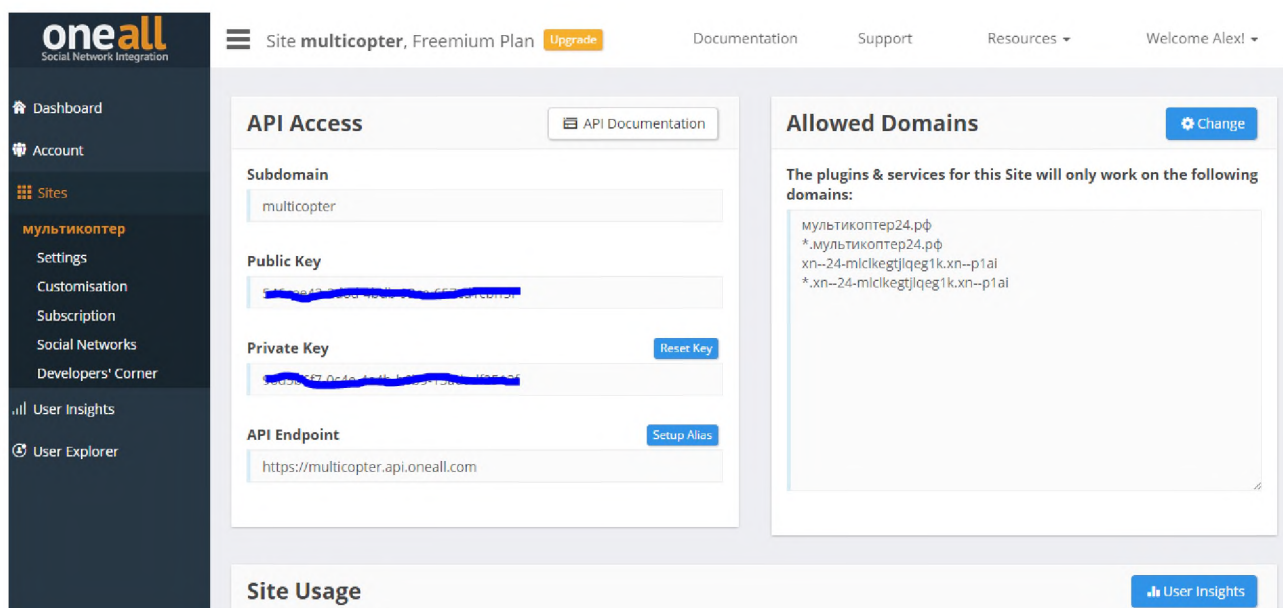 oneall
Social Network Integration
Site multicopter, Freemium Plan Upgrade
Documentation
Support
Resources
Welcome Alex!
Dashboard
Account
Sites
мультикоптер
Settings
Customisation
Subscription
Social Networks
Developers' Corner
User Insights
User Explorer
API Access
API Documentation
Subdomain
multicopter
Public Key
Private Key
Reset Key
API Endpoint
Setup Alias
https://multicopter.api.oneall.com
Allowed Domains
Change
The plugins & services for this Site will only work on the following
domains:
мультикоптер24.рф
*.мультикоптер24.рф
xn--24-mlclkegtjlqeg1k.xn--p1ai
*.xn--24-mlclkegtjlqeg1k.xn--p1ai
Site Usage
User Insights